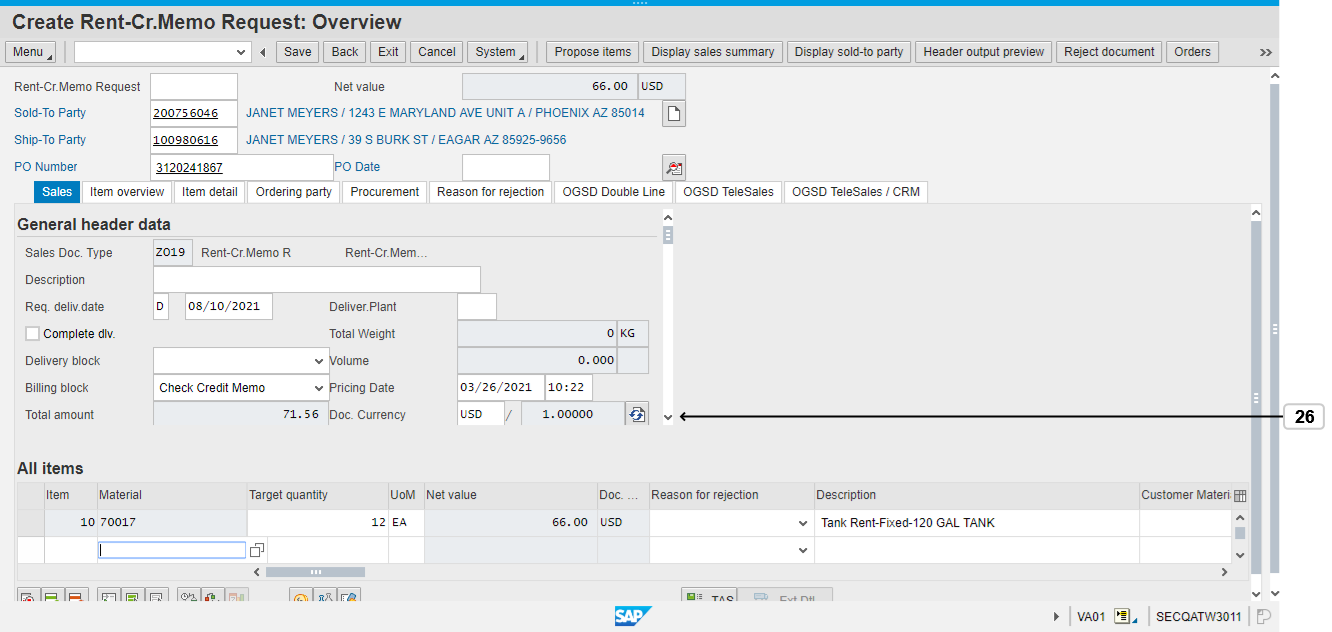 Create Rent-Cr.Memo Request: Overview
Menu Save Back Exit Cancel System Propose items Display sales summary Display sold-to party Header output preview Reject document Orders
Rent-Cr.Memo Request Net value 66.00 USD
Sold-To Party 200756046 JANET MEYERS / 1243 E MARYLAND AVE UNIT A / PHOENIX AZ 85014
Ship-To Party 100980616 JANET MEYERS / 39 S BURK ST / EAGAR AZ 85925-9656
PO Number 3120241867 PO Date
Sales Item overview Item detail Ordering party Procurement Reason for rejection OGSD Double Line OGSD TeleSales OGSD TeleSales / CRM
General header data
Sales Doc. Type ZO19 Rent-Cr.Memo R Rent-Cr.Mem...
Description
Req. deliv.date D 08/10/2021 Deliver.Plant
Complete dlv. Total Weight 0 KG
Delivery block Volume 0.000
Billing block Check Credit Memo Pricing Date 03/26/2021 10:22
Total amount 71.56 Doc. Currency USD / 1.00000
26
All items
Item Material Target quantity UoM Net value Doc. ... Reason for rejection Description Customer Materi
10 70017 12 EA 66.00 USD Tank Rent-Fixed-120 GAL TANK
TAS Ext.Dtl
SAP VA01 SECQATW3011